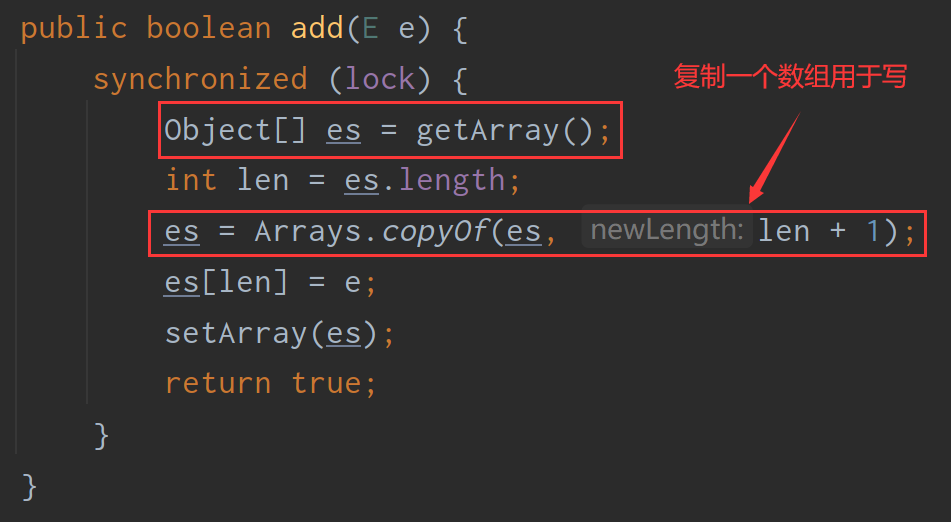 public boolean add(E e) {
synchronized (lock) {
复制一个数组用于写
Object[] es = getArray();
int len = es.length;
es = Arrays.copyOf(es, newLength: len + 1);
es[len] = e;
setArray(es);
return true;
}
}